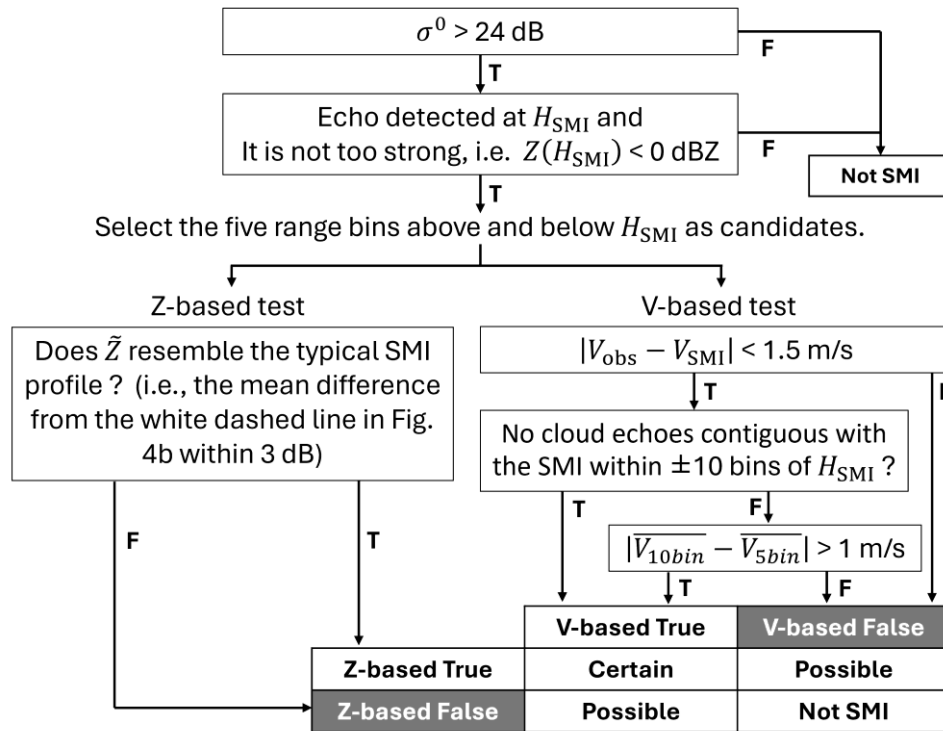 σ⁰ > 24 dB
F
T
Echo detected at H_SMI and
It is not too strong, i.e. Z(H_SMI) < 0 dBZ
F
Not SMI
T
Select the five range bins above and below H_SMI as candidates.
Z-based test
V-based test
Does Z̃ resemble the typical SMI
profile ? (i.e., the mean difference
from the white dashed line in Fig.
4b within 3 dB)
|V_obs − V_SMI| < 1.5 m/s
T
No cloud echoes contiguous with
the SMI within ±10 bins of H_SMI ?
F
T
T
F
|V̅_10bin − V̅_5bin| > 1 m/s
T
F
V-based True
V-based False
Z-based True
Certain
Possible
Z-based False
Possible
Not SMI